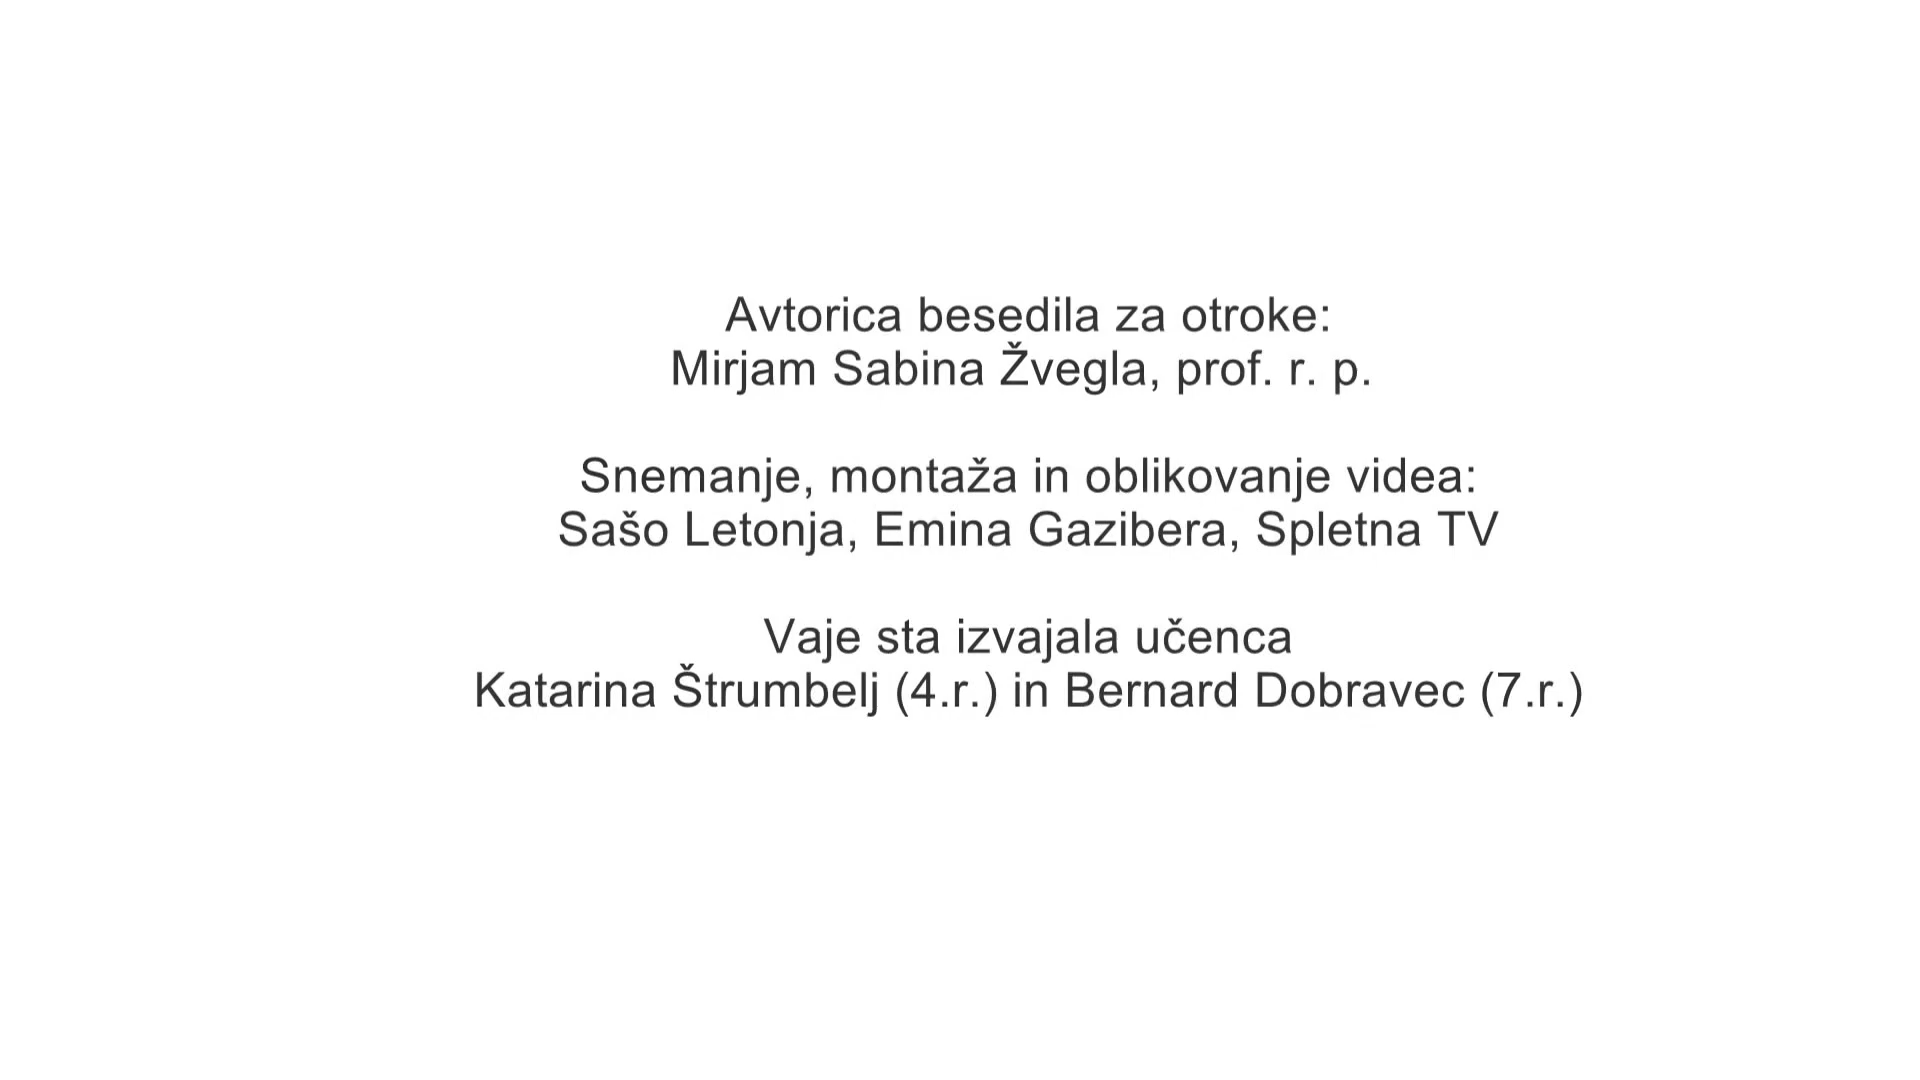 Avtorica besedila za otroke:
Mirjam Sabina Žvegla, prof. r. p.
Snemanje, montaža in oblikovanje videa:
Sašo Letonja, Emina Gazibera, Spletna TV
Vaje sta izvajala učenca
Katarina Štrumbelj (4.r.) in Bernard Dobravec (7.r.)